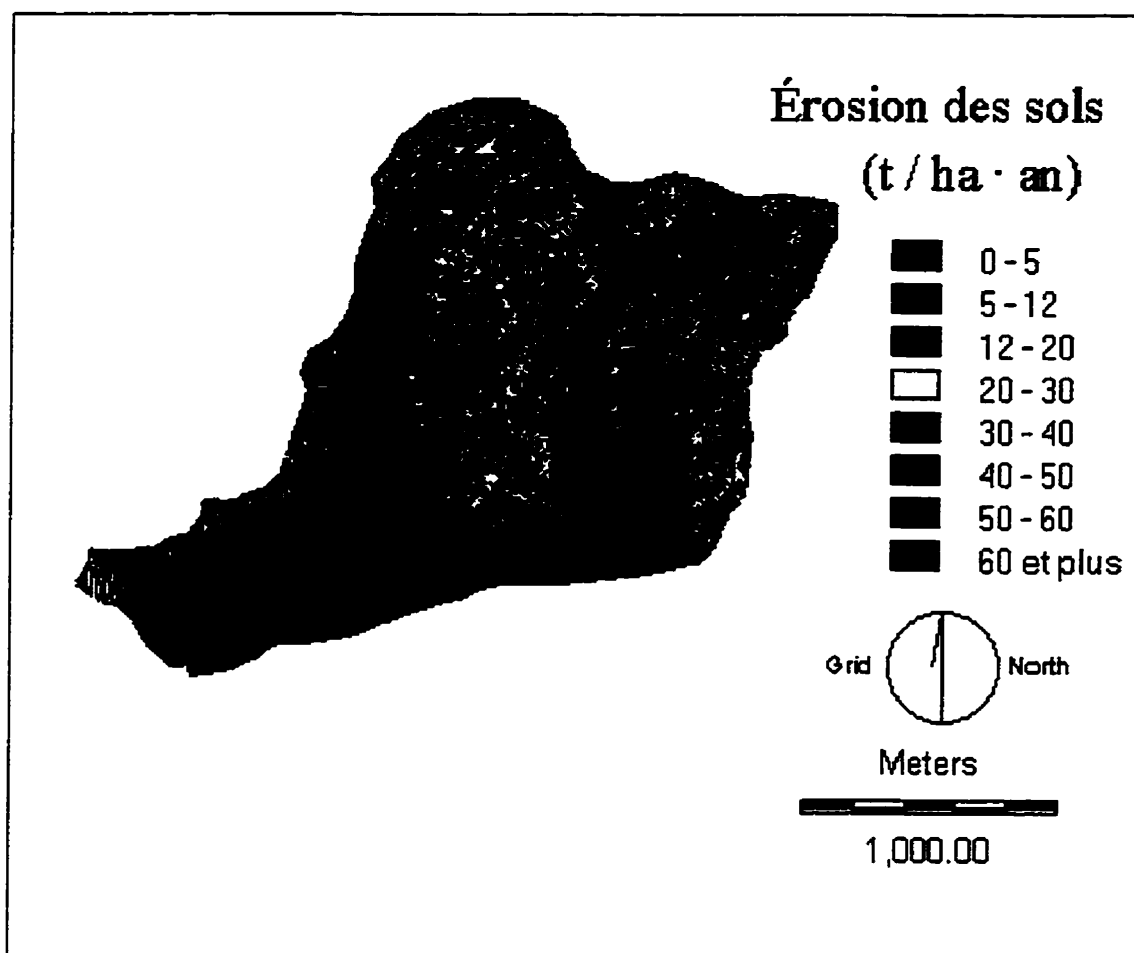 Érosion des sols
(t / ha · an)
0 - 5
5 - 12
12 - 20
20 - 30
30 - 40
40 - 50
50 - 60
60 et plus
Grid North
Meters
1,000.00